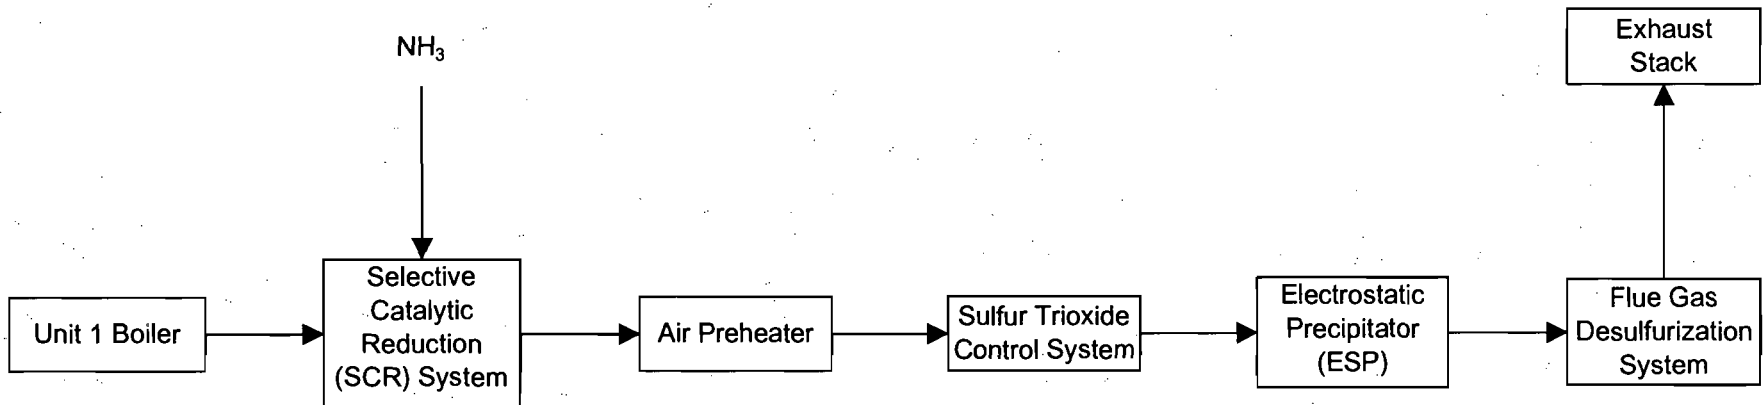 NH₃
Exhaust
Stack
Unit 1 Boiler
Selective
Catalytic
Reduction
(SCR) System
Air Preheater
Sulfur Trioxide
Control System
Electrostatic
Precipitator
(ESP)
Flue Gas
Desulfurization
System